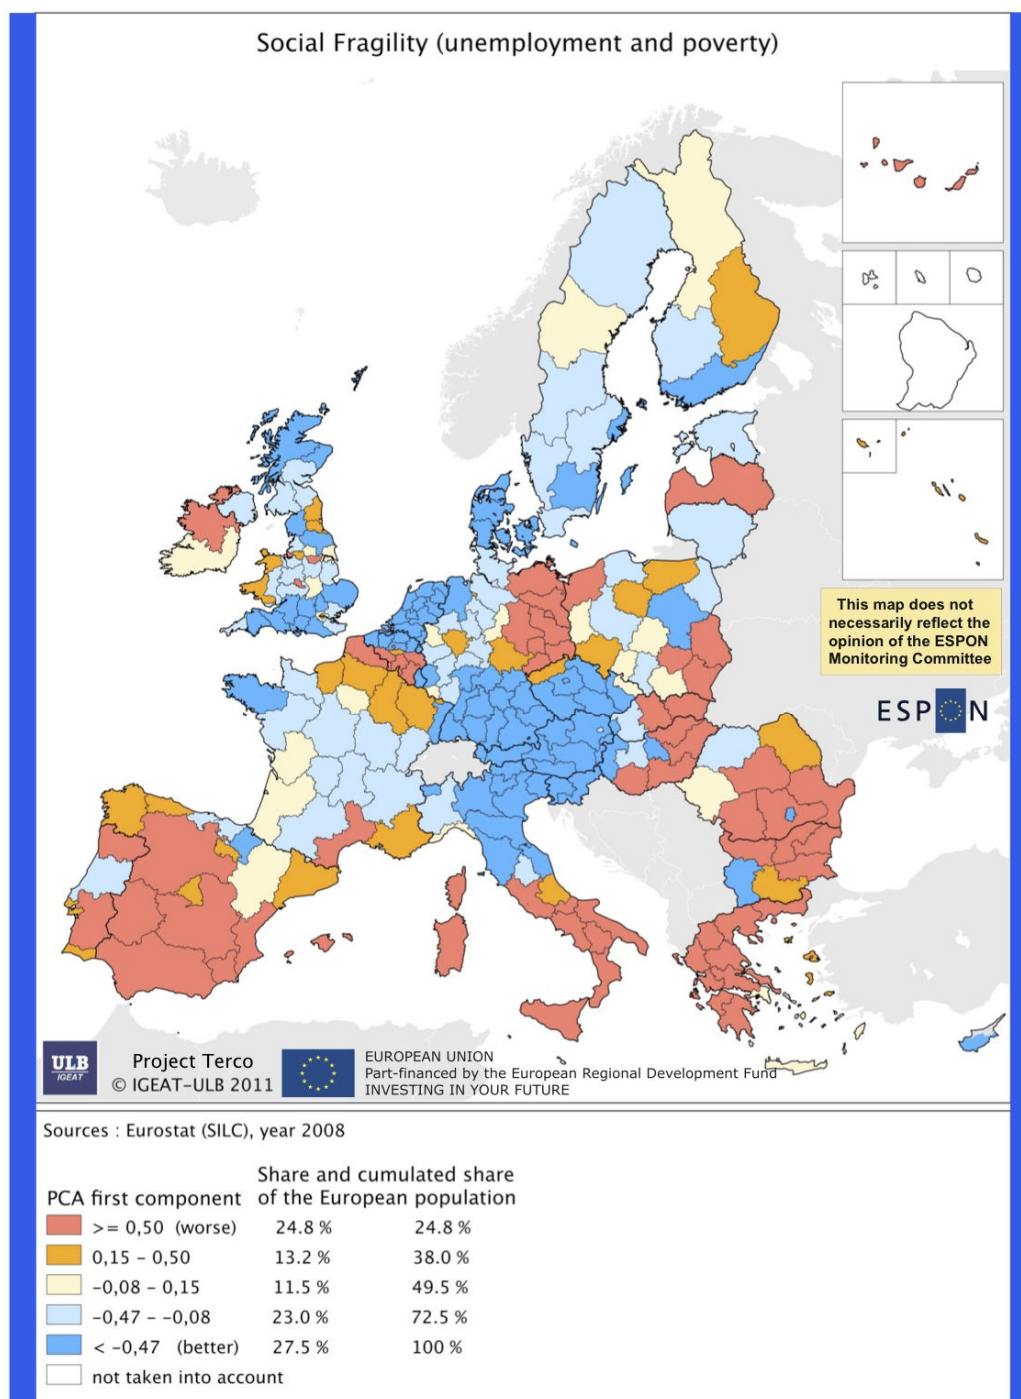 Social Fragility (unemployment and poverty)
This map does not
necessarily reflect the
opinion of the ESPON
Monitoring Committee
ESPON
ULB
IGEAT
Project Terco
© IGEAT-ULB 2011
EUROPEAN UNION
Part-financed by the European Regional Development Fund
INVESTING IN YOUR FUTURE
Sources : Eurostat (SILC), year 2008
Share and cumulated share
PCA first component of the European population
>= 0,50 (worse) 24.8 % 24.8 %
0,15 - 0,50 13.2 % 38.0 %
-0,08 - 0,15 11.5 % 49.5 %
-0,47 - -0,08 23.0 % 72.5 %
< -0,47 (better) 27.5 % 100 %
not taken into account